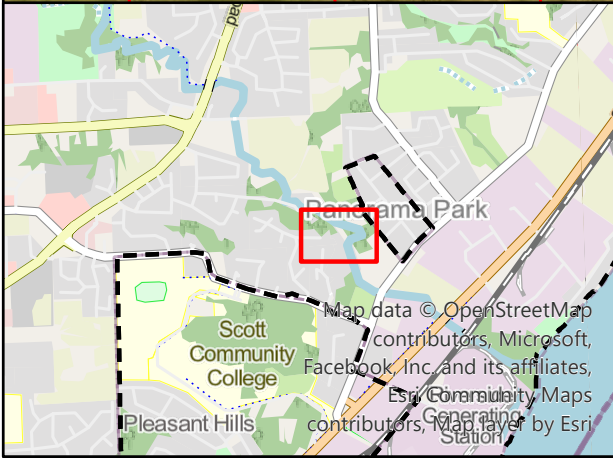 oad
Panorama Park
Scott
Community
College
Pleasant Hills
Map data © OpenStreetMap
contributors, Microsoft,
Facebook, Inc. and its affiliates,
Esri Community Maps
contributors, Map layer by Esri
Generating
Station